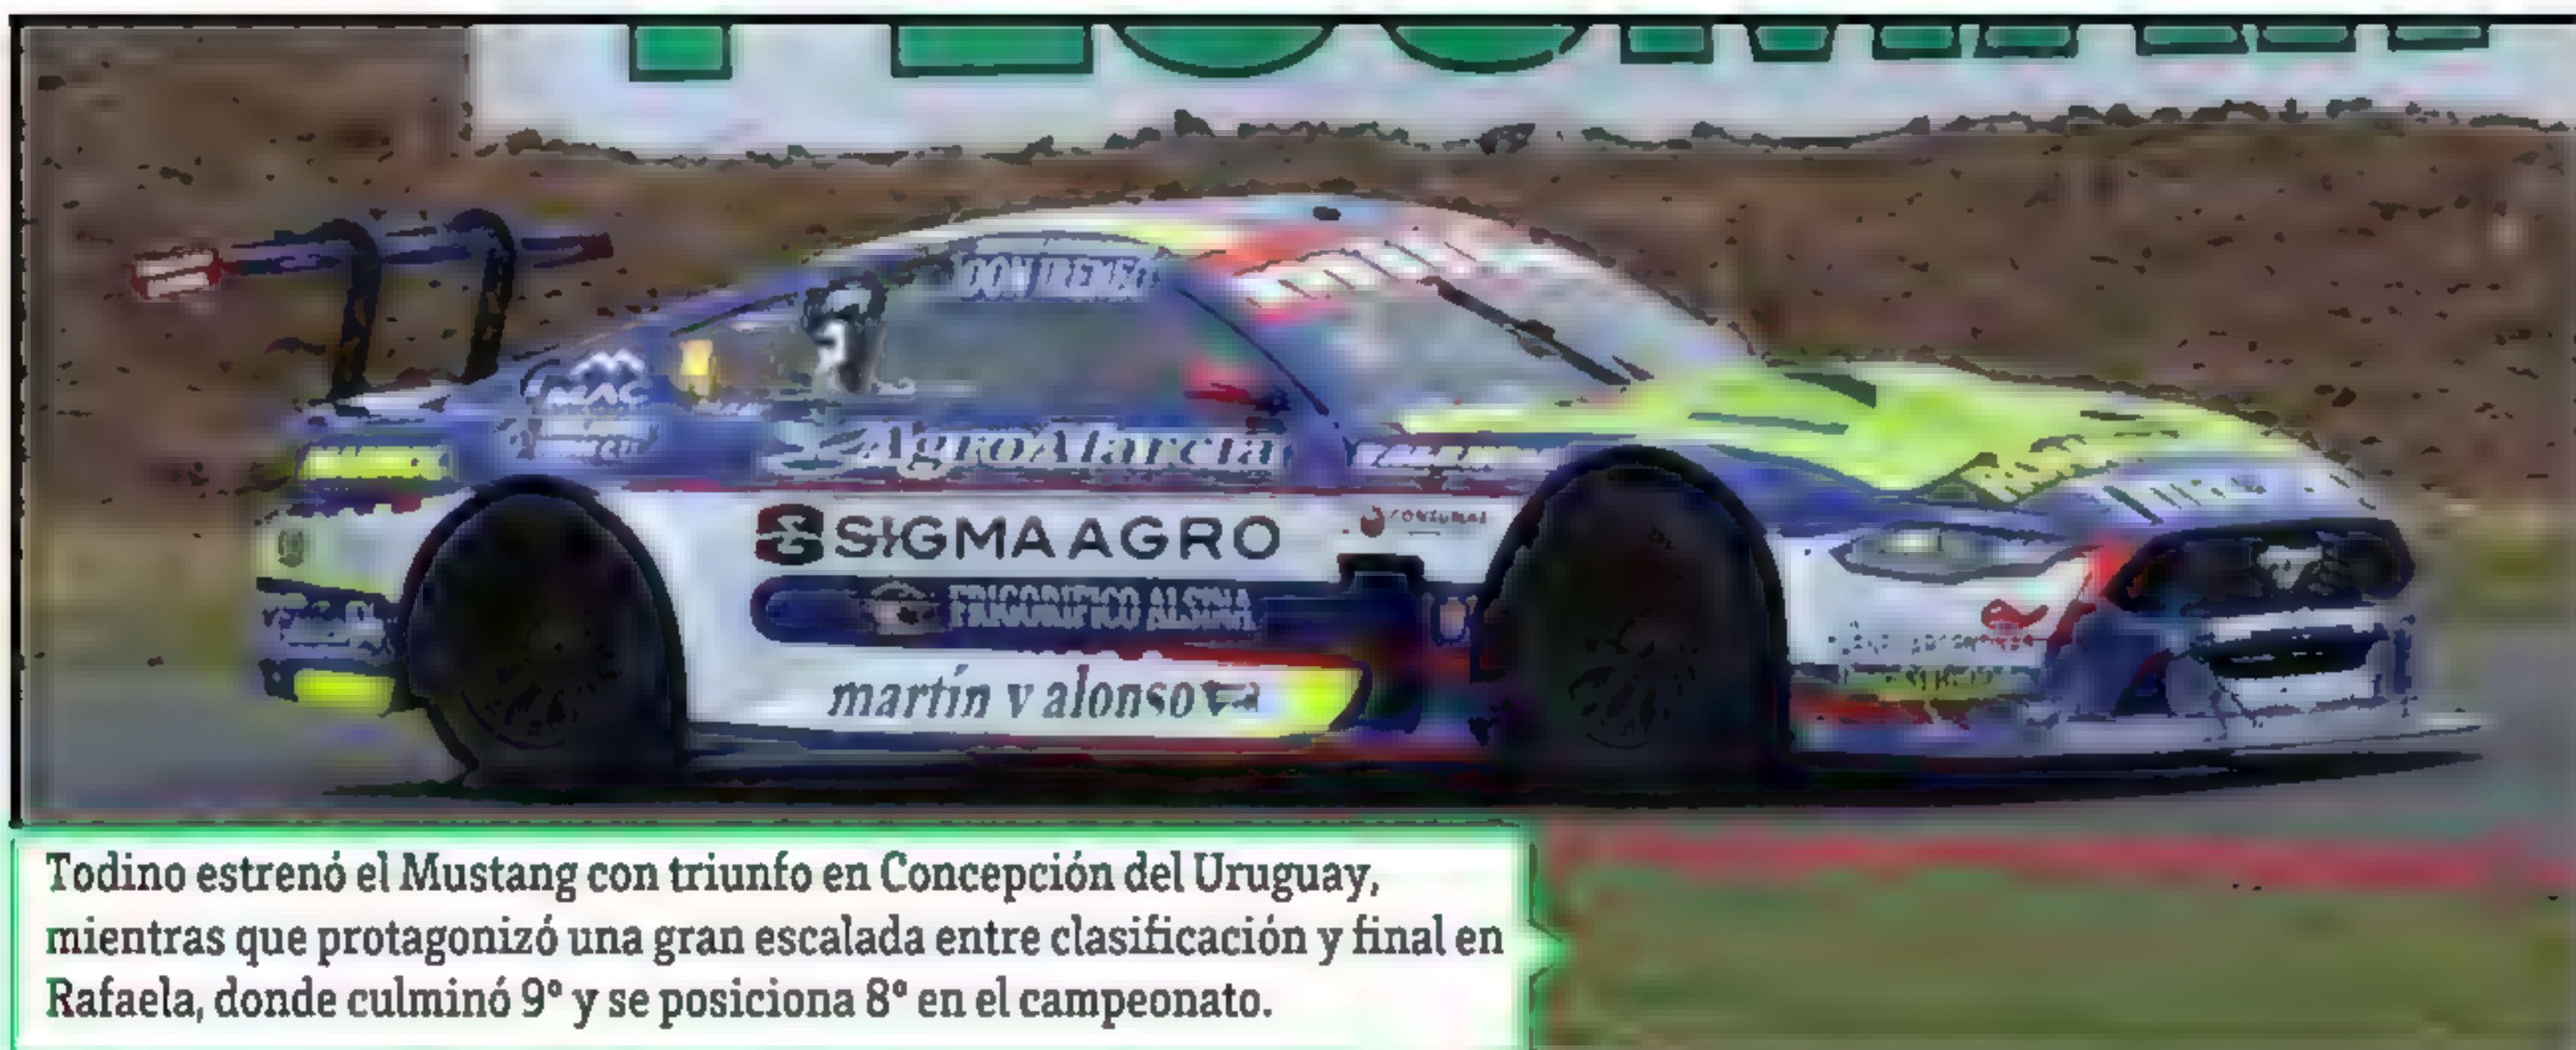 DON IRENEO
AgroAlarcia
SIGMA AGRO
FRIGORIFICO ALSINA
martín v alonso
Todino estrenó el Mustang con triunfo en Concepción del Uruguay,
mientras que protagonizó una gran escalada entre clasificación y final en
Rafaela, donde culminó 9° y se posiciona 8° en el campeonato.